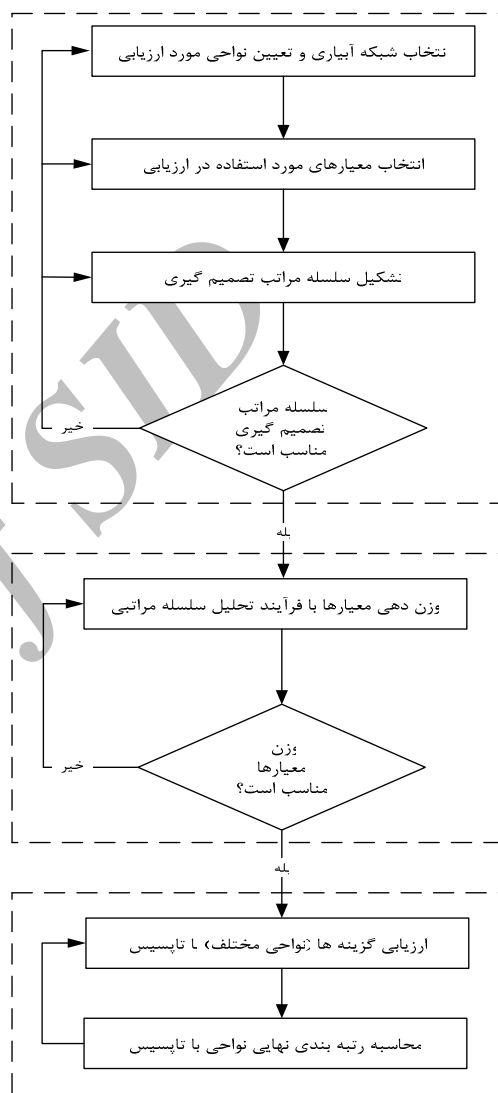 نتخاب شبکه آبیاری و تعیین نواحی مورد ارزیابی
انتخاب معیارهای مورد استفاده در ارزیابی
تشکیل سلسله مراتب تصمیم گیری
سلسله مراتب
تصمیم گیری
مناسب است؟
خیر
بله
وزن دهی معیارها با فرآیند تحلیل سلسله مراتبی
وزن
معیارها
مناسب است؟
خیر
بله
ارزیابی گزینه ها (نواحی مختلف) با تاپسیس
محاسبه رتبه بندی نهایی نواحی با تاپسیس
J SID